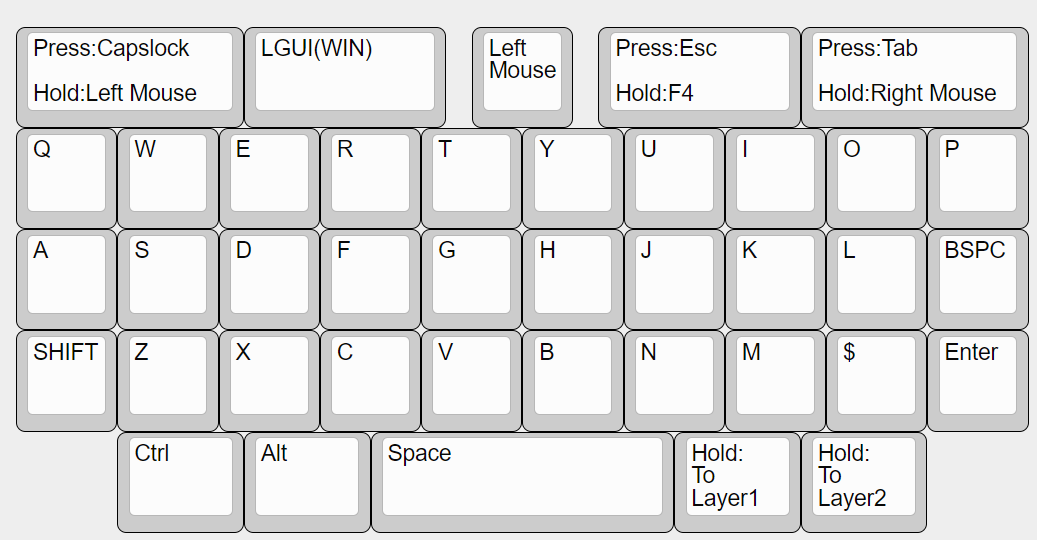 Press:Capslock
Hold:Left Mouse
LGUI(WIN)
Left
Mouse
Press:Esc
Hold:F4
Press:Tab
Hold:Right Mouse
Q
W
E
R
T
Y
U
I
O
P
A
S
D
F
G
H
J
K
L
BSPC
SHIFT
Z
X
C
V
B
N
M
$
Enter
Ctrl
Alt
Space
Hold:
To
Layer1
Hold:
To
Layer2